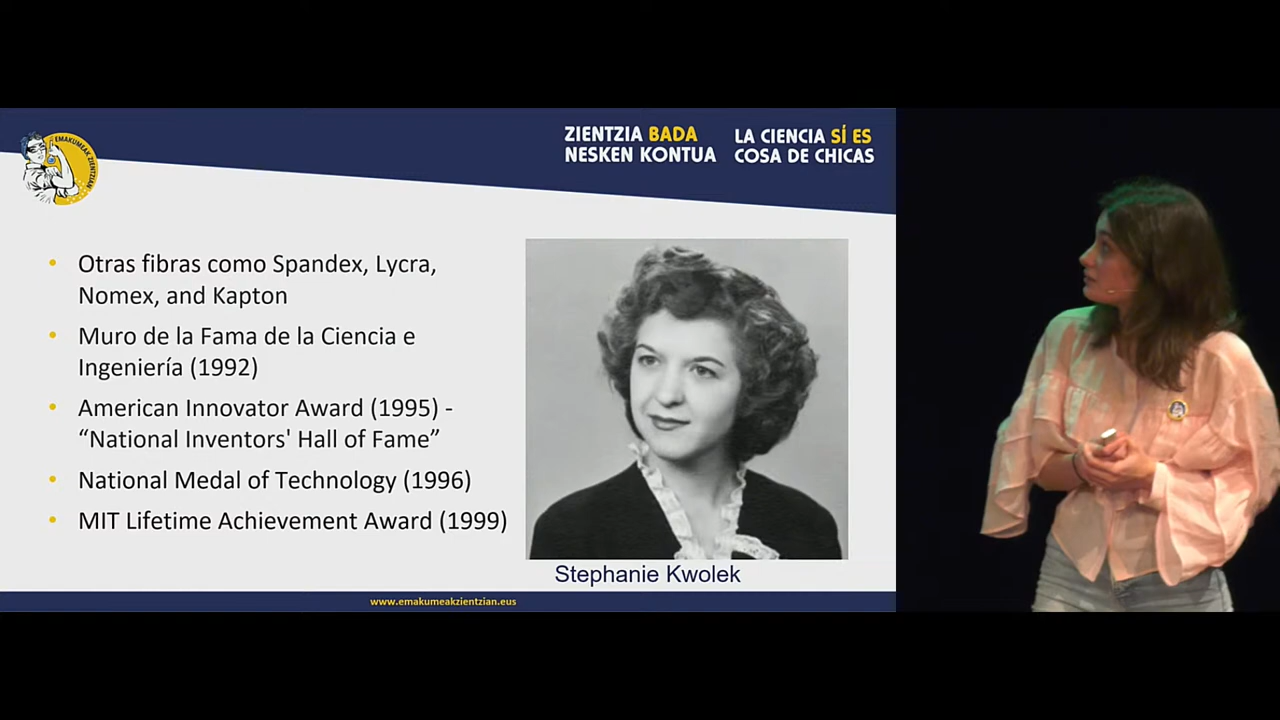 EMAKUMEAK ZIENTZIAN
ZIENTZIA BADA
NESKEN KONTUA
LA CIENCIA SÍ ES
COSA DE CHICAS
• Otras fibras como Spandex, Lycra,
Nomex, and Kapton
• Muro de la Fama de la Ciencia e
Ingeniería (1992)
• American Innovator Award (1995) -
“National Inventors' Hall of Fame”
• National Medal of Technology (1996)
• MIT Lifetime Achievement Award (1999)
Stephanie Kwolek
www.emakumeakzientzian.eus